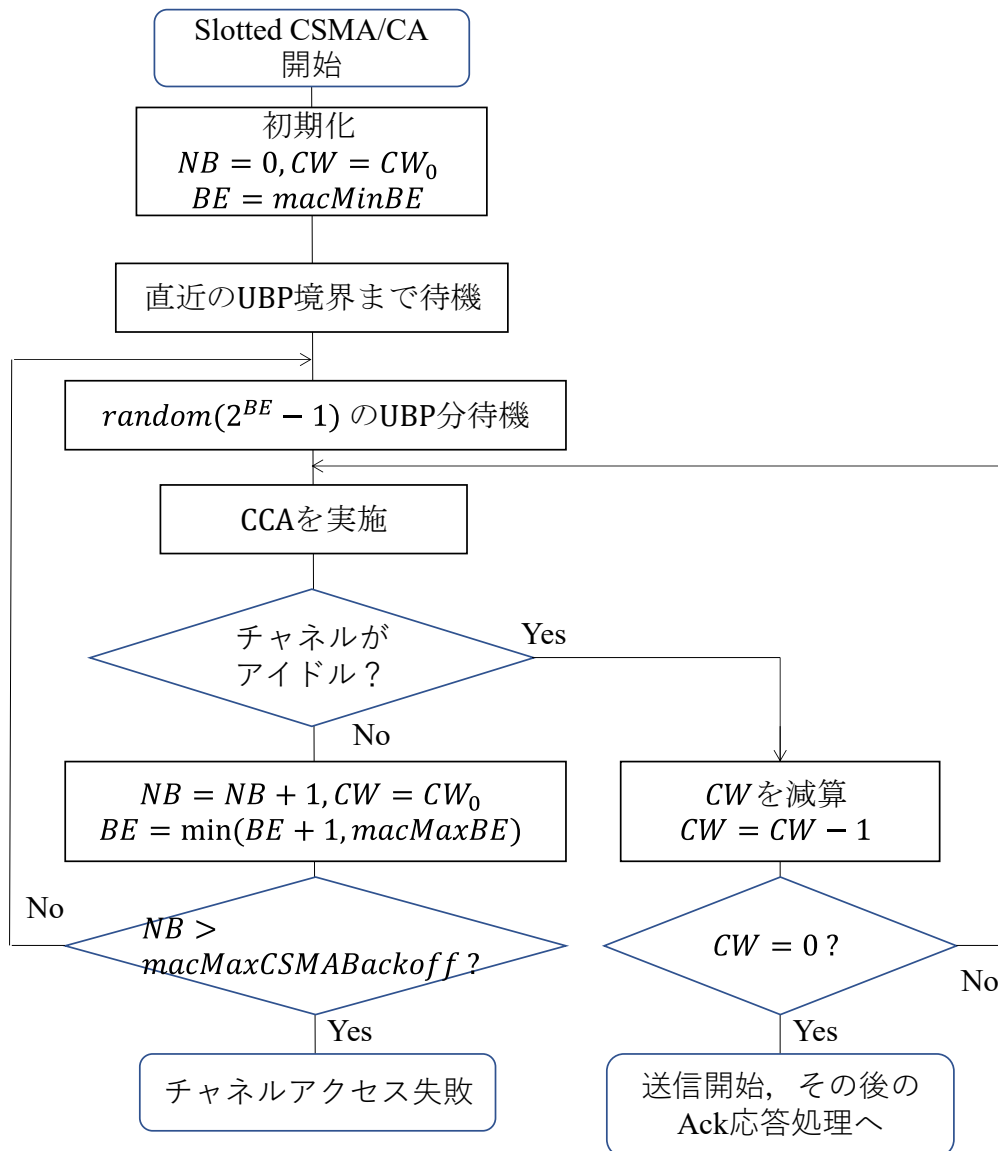 Slotted CSMA/CA
開始
初期化
NB = 0, CW = CW₀
BE = macMinBE
直近のUBP境界まで待機
random(2^{BE} − 1) のUBP分待機
CCAを実施
チャネルが
アイドル？
Yes
No
NB = NB + 1, CW = CW₀
BE = min(BE + 1, macMaxBE)
CWを減算
CW = CW − 1
No
NB >
macMaxCSMABackoff ?
CW = 0 ?
No
Yes
Yes
チャネルアクセス失敗
送信開始，その後の
Ack応答処理へ